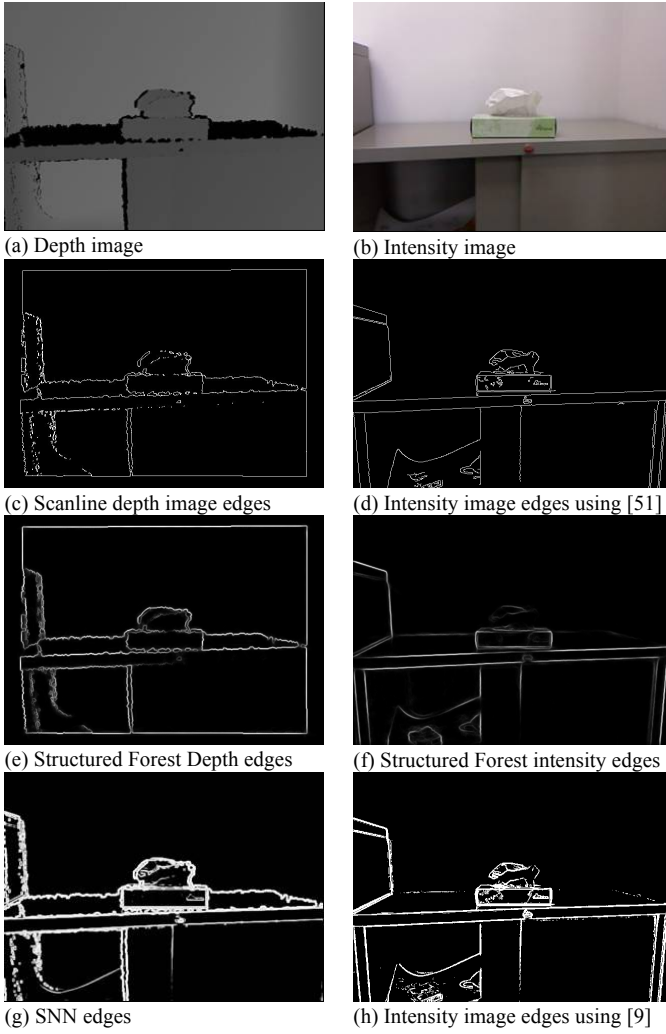 (a) Depth image
(b) Intensity image
(c) Scanline depth image edges
(d) Intensity image edges using [51]
(e) Structured Forest Depth edges
(f) Structured Forest intensity edges
(g) SNN edges
(h) Intensity image edges using [9]